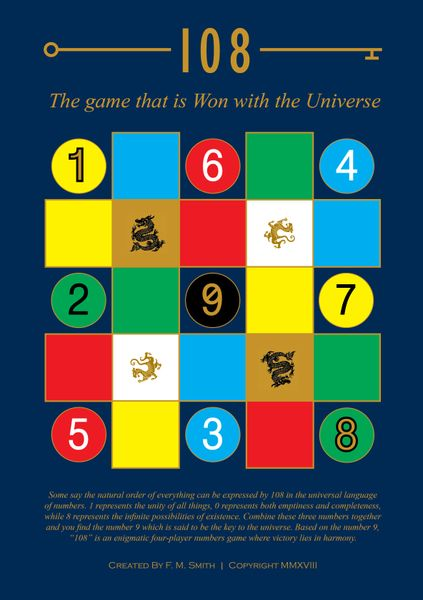 108
The game that is Won with the Universe
1 6 4
2 9 7
5 3 8
Some say the natural order of everything can be expressed by 108 in the universal language
of numbers. 1 represents the unity of all things, 0 represents both emptiness and completeness,
while 8 represents the infinite possibilities of existence. Combine these three numbers together
and you find the number 9 which is said to be the key to the universe. Based on the number 9,
"108" is an enigmatic four-player numbers game where victory lies in harmony.
Created By F. M. Smith | Copyright MMXVIII